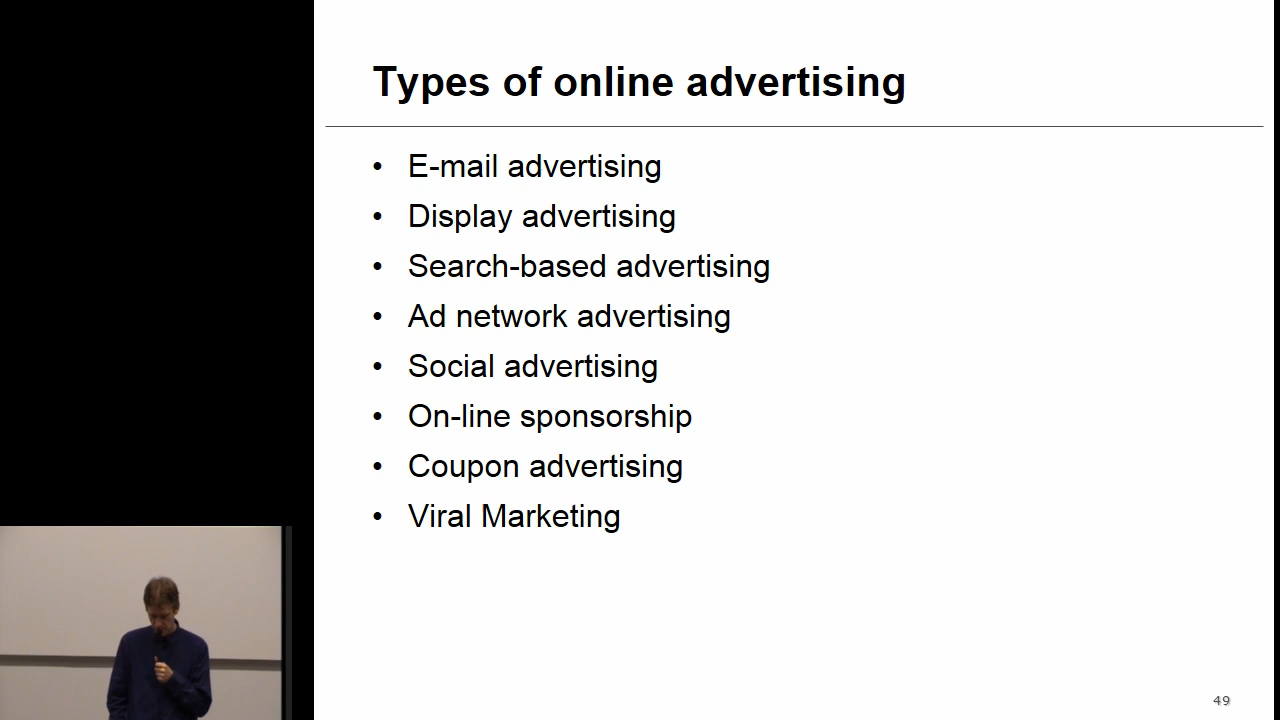 Types of online advertising
• E-mail advertising
• Display advertising
• Search-based advertising
• Ad network advertising
• Social advertising
• On-line sponsorship
• Coupon advertising
• Viral Marketing
49